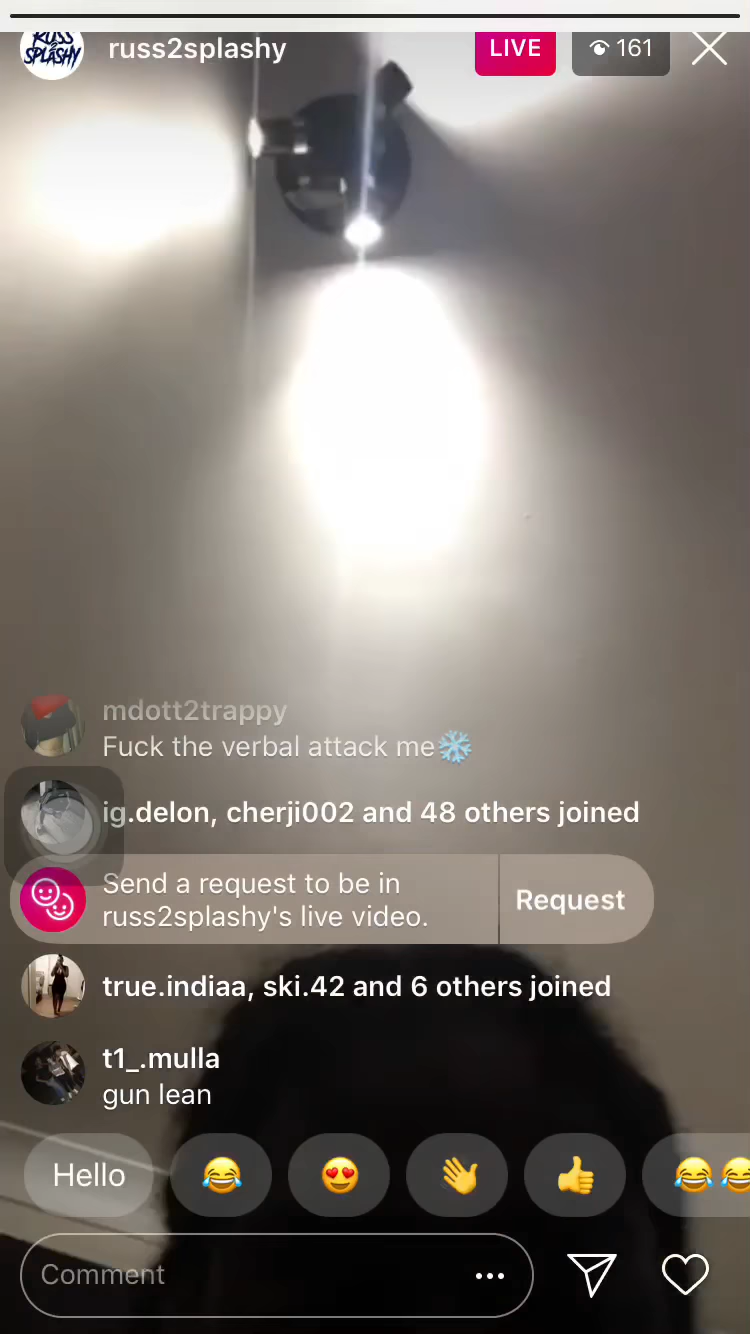 RUSS
SPLASHY
russ2splashy
LIVE
161
mdott2trappy
Fuck the verbal attack me❄️
ig.delon, cherji002 and 48 others joined
Send a request to be in
russ2splashy's live video.
Request
true.indiaa, ski.42 and 6 others joined
t1_.mulla
gun lean
Hello 😂 😍 👋 👍 😂😂
Comment